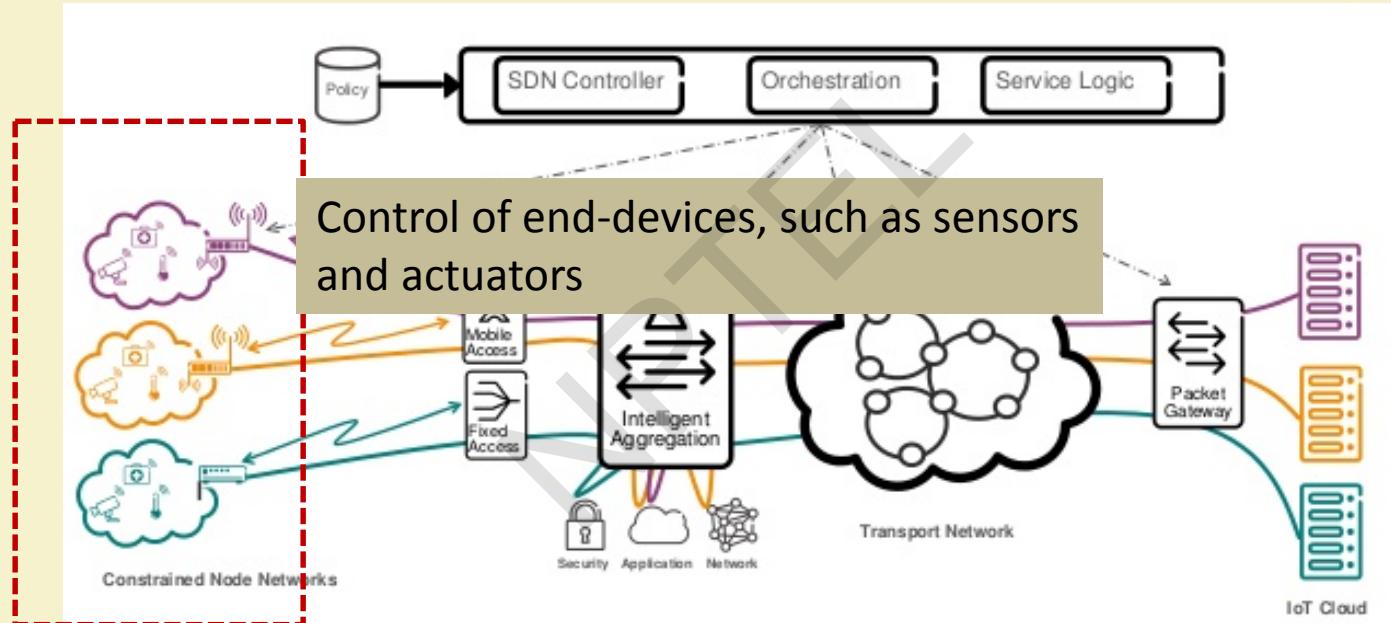 Policy
SDN Controller
Orchestration
Service Logic
Control of end-devices, such as sensors
and actuators
Mobile
Access
Fixed
Access
Intelligent
Aggregation
Packet
Gateway
Security
Application
Network
Transport Network
Constrained Node Networks
IoT Cloud
NPTEL